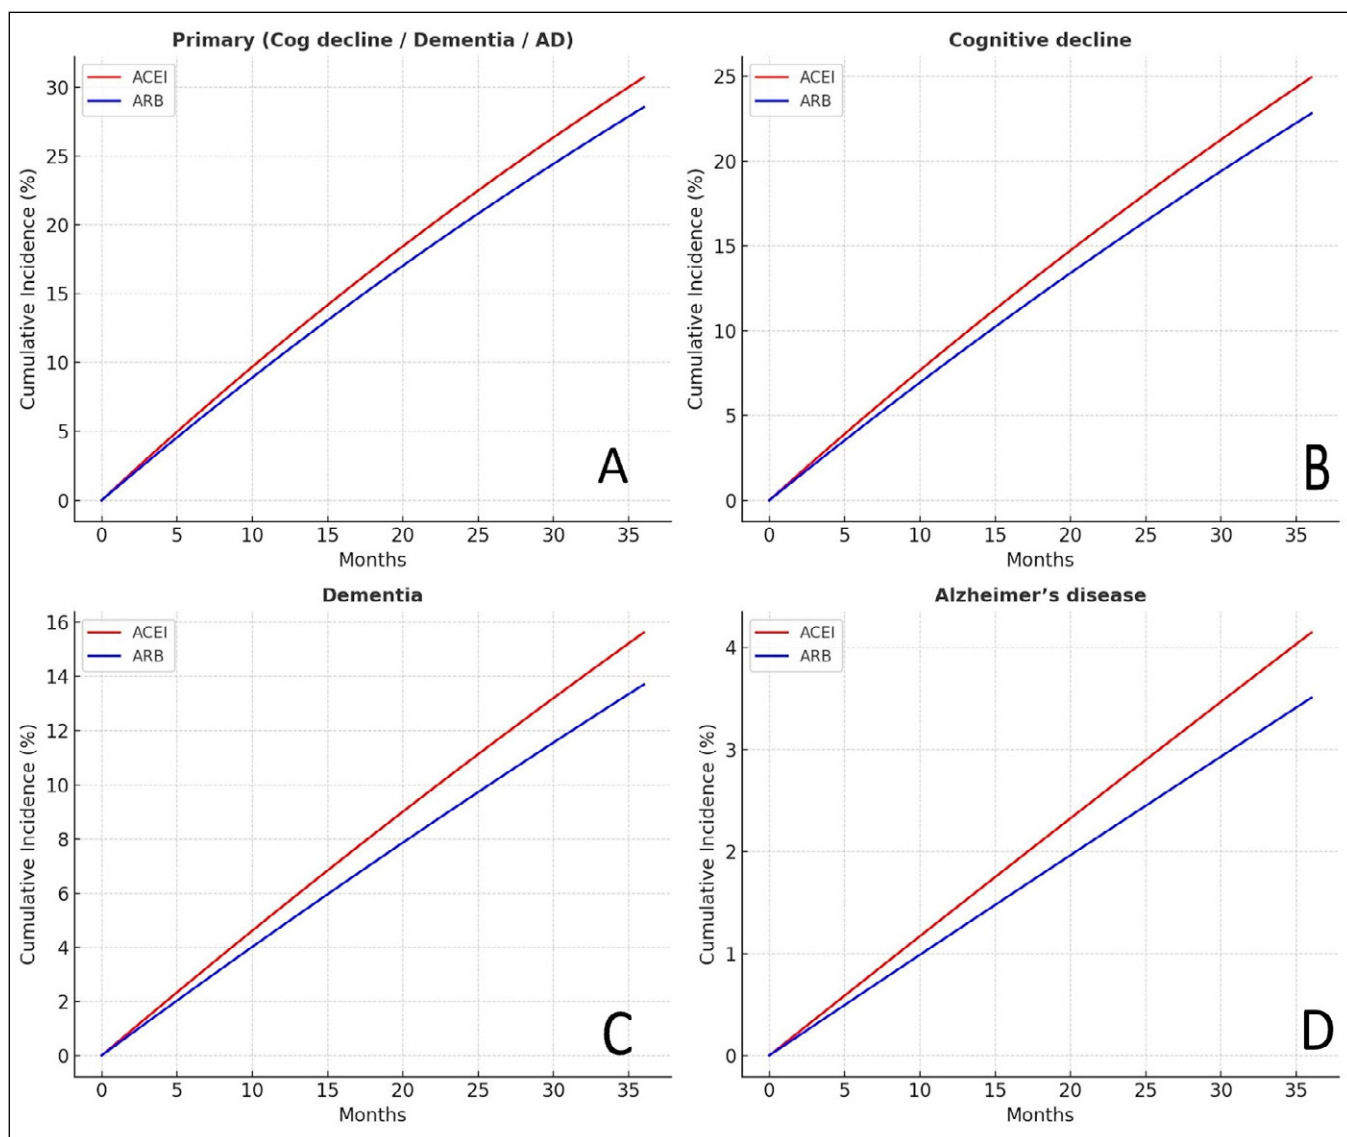 Primary (Cog decline / Dementia / AD)
ACEI
ARB
Cumulative Incidence (%)
30
25
20
15
10
5
0
0 5 10 15 20 25 30 35
Months
A
Cognitive decline
ACEI
ARB
Cumulative Incidence (%)
25
20
15
10
5
0
0 5 10 15 20 25 30 35
Months
B
Dementia
ACEI
ARB
Cumulative Incidence (%)
16
14
12
10
8
6
4
2
0
0 5 10 15 20 25 30 35
Months
C
Alzheimer’s disease
ACEI
ARB
Cumulative Incidence (%)
4
3
2
1
0
0 5 10 15 20 25 30 35
Months
D